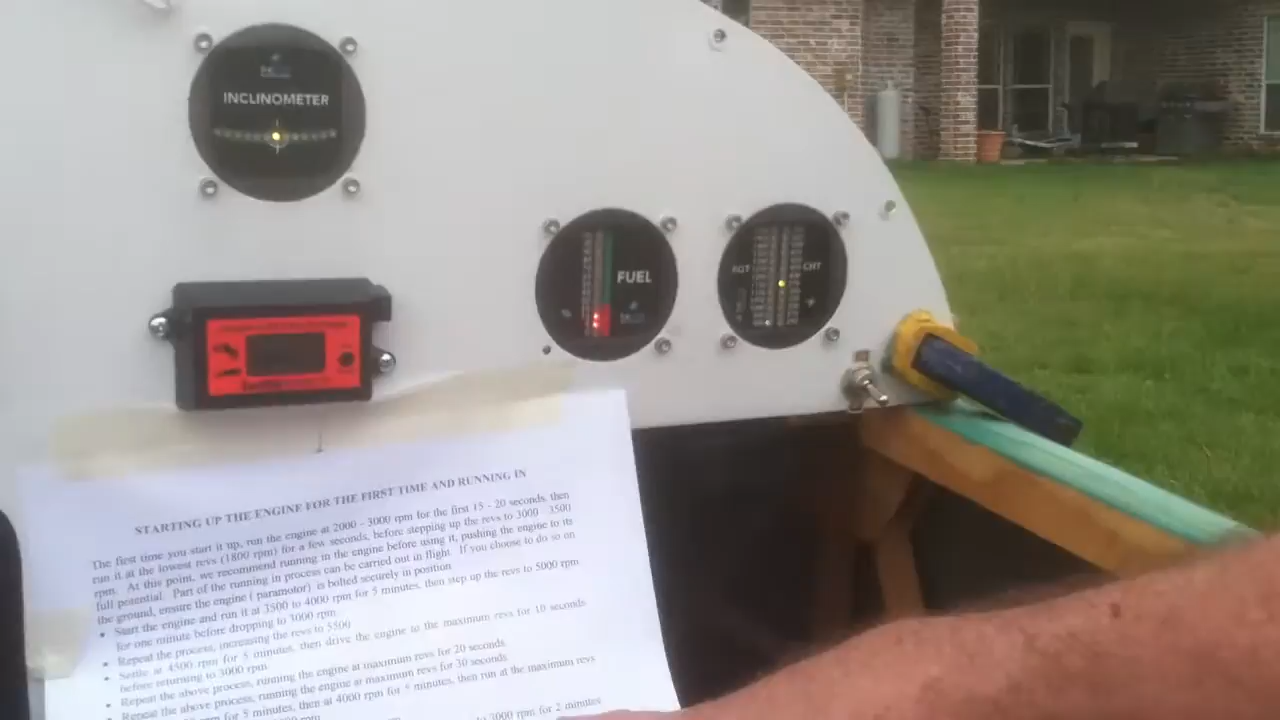 INCLINOMETER
FUEL
EGT
CHT
STARTING UP THE ENGINE FOR THE FIRST TIME AND RUNNING IN
The first time you start it up, run the engine at 2000 - 3000 rpm for the first 15 - 20 seconds, then
run it at the lowest revs (1800 rpm) for a few seconds, before stepping up the revs to 3000 - 3500
rpm. At this point, we recommend running in the engine before using it, pushing the engine to its
full potential. Part of the running in process can be carried out in flight. If you choose to do so on
the ground, ensure the engine ( paramotor) is bolted securely in position
• Start the engine and run it at 3500 to 4000 rpm for 5 minutes, then step up the revs to 5000 rpm
for one minute before dropping to 3000 rpm
• Repeat the process, increasing the revs to 5500
• Settle at 4500 rpm for 5 minutes, then drive the engine to the maximum revs for 10 seconds
before returning to 3000 rpm
• Repeat the above process, running the engine at maximum revs for 20 seconds
• Repeat the above process, running the engine at maximum revs for 30 seconds
rpm for 5 minutes, then at 4000 rpm for 5 minutes, then run at the maximum revs
rpm
to 3000 rpm for 2 minutes